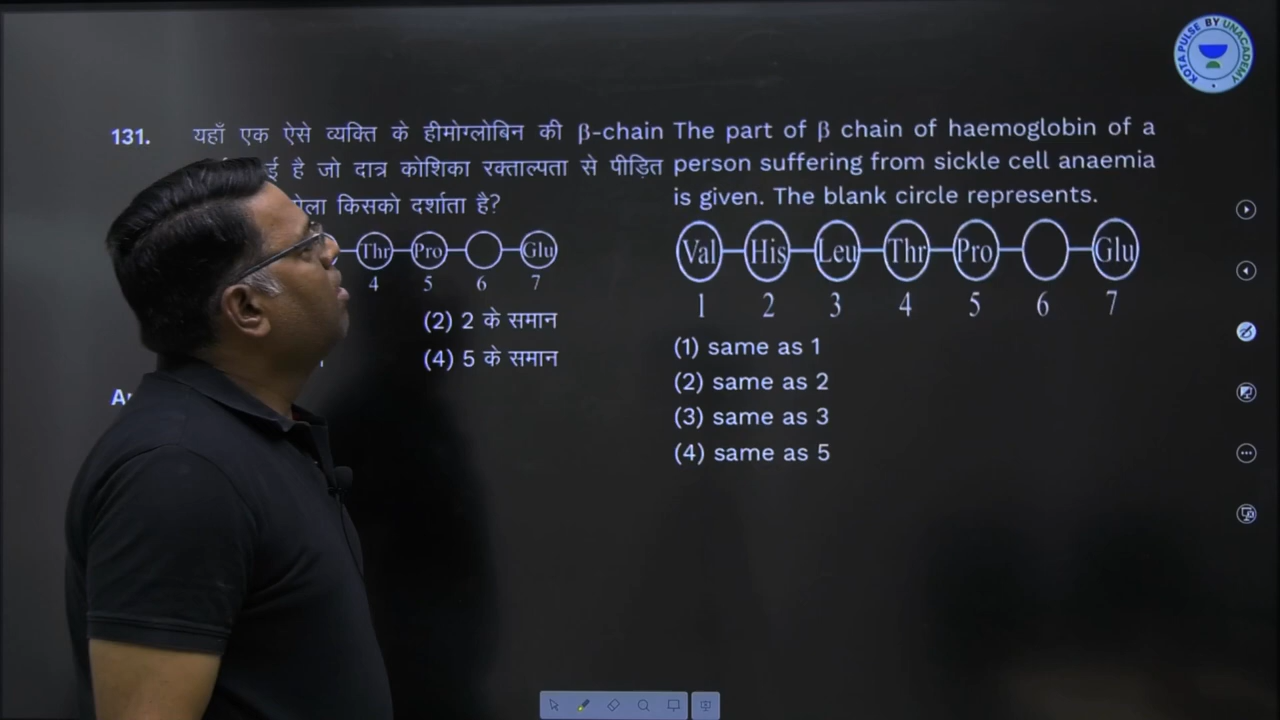 131. यहाँ एक ऐसे व्यक्ति के हीमोग्लोबिन की β-chain
है जो दात्र कोशिका रक्ताल्पता से पीड़ित
किसको दर्शाता है?
Thr Pro Glu
4 5 6 7
(2) 2 के समान
(4) 5 के समान
The part of β chain of haemoglobin of a
person suffering from sickle cell anaemia
is given. The blank circle represents.
Val His Leu Thr Pro Glu
1 2 3 4 5 6 7
(1) same as 1
(2) same as 2
(3) same as 3
(4) same as 5
KOTA PULSE BY UNACADEMY